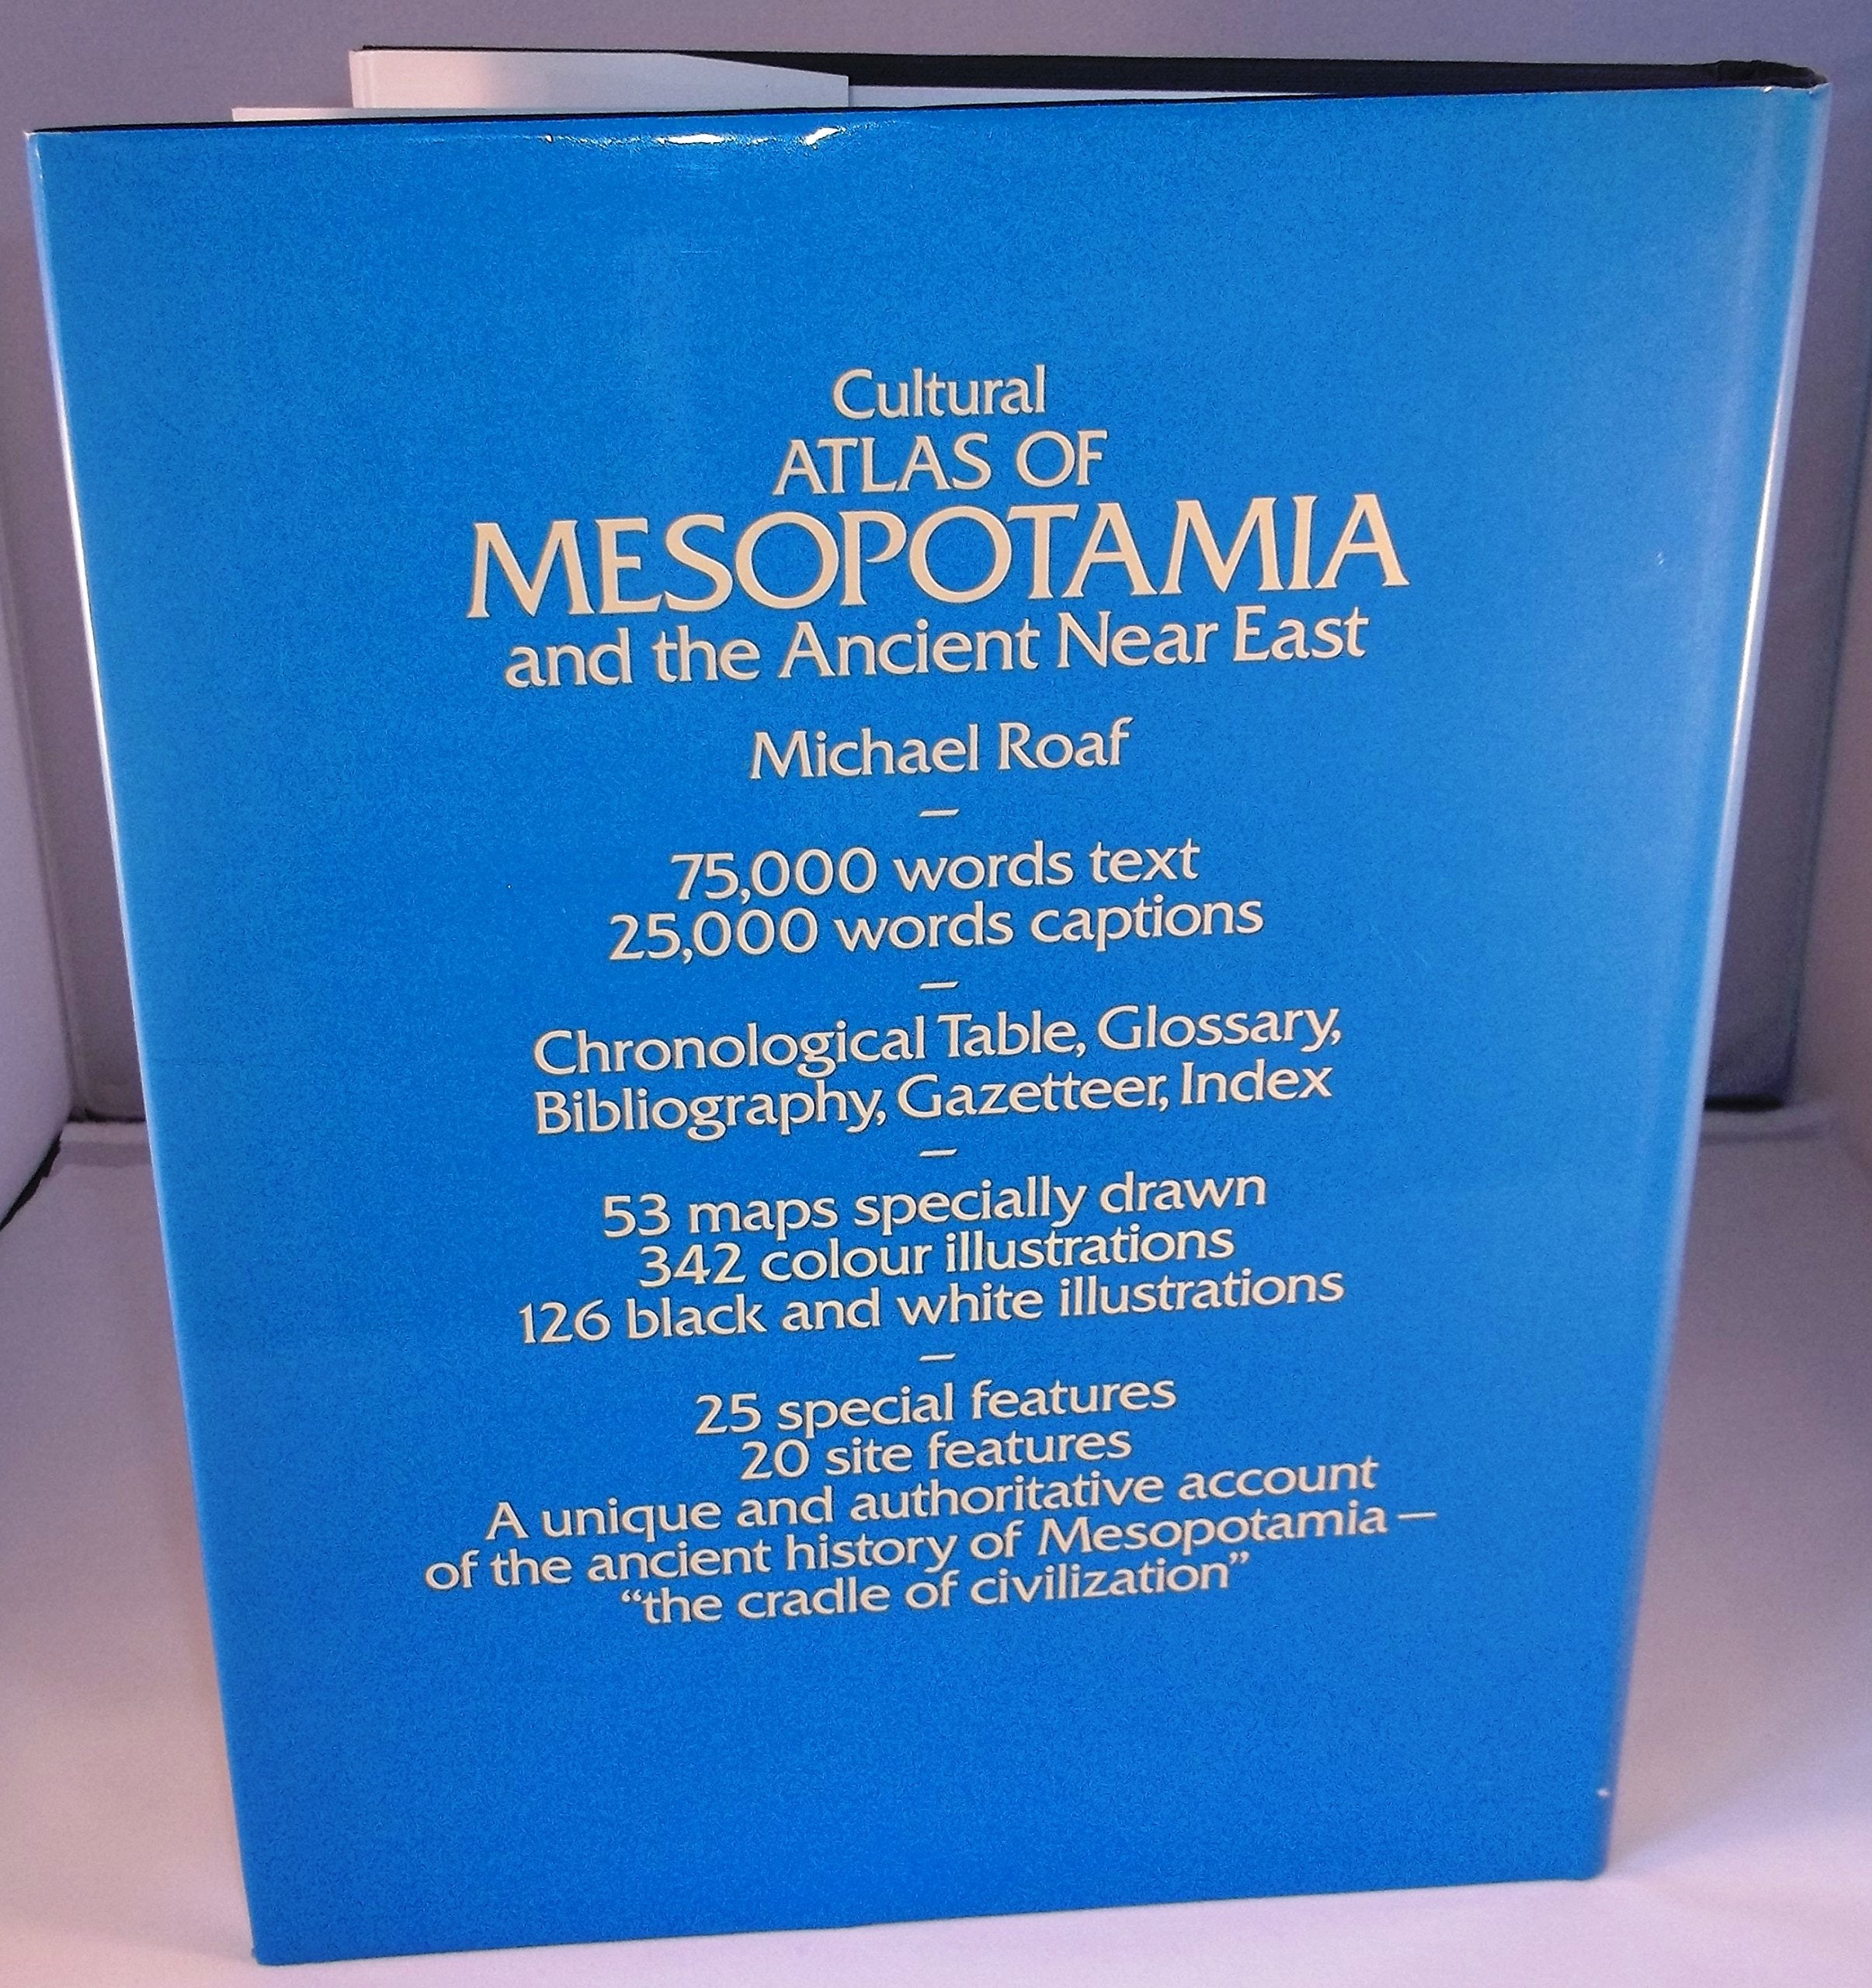 Cultural
ATLAS OF
MESOPOTAMIA
and the Ancient Near East
Michael Roaf
—
75,000 words text
25,000 words captions
—
Chronological Table, Glossary,
Bibliography, Gazetteer, Index
—
53 maps specially drawn
342 colour illustrations
126 black and white illustrations
—
25 special features
20 site features
A unique and authoritative account
of the ancient history of Mesopotamia —
“the cradle of civilization”